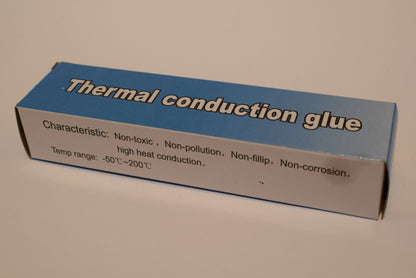 Thermal conduction glue
Characteristic: Non-toxic , Non-pollution, Non-fillip, Non-corrosion,
high heat conduction.
Temp range: -50℃~200℃